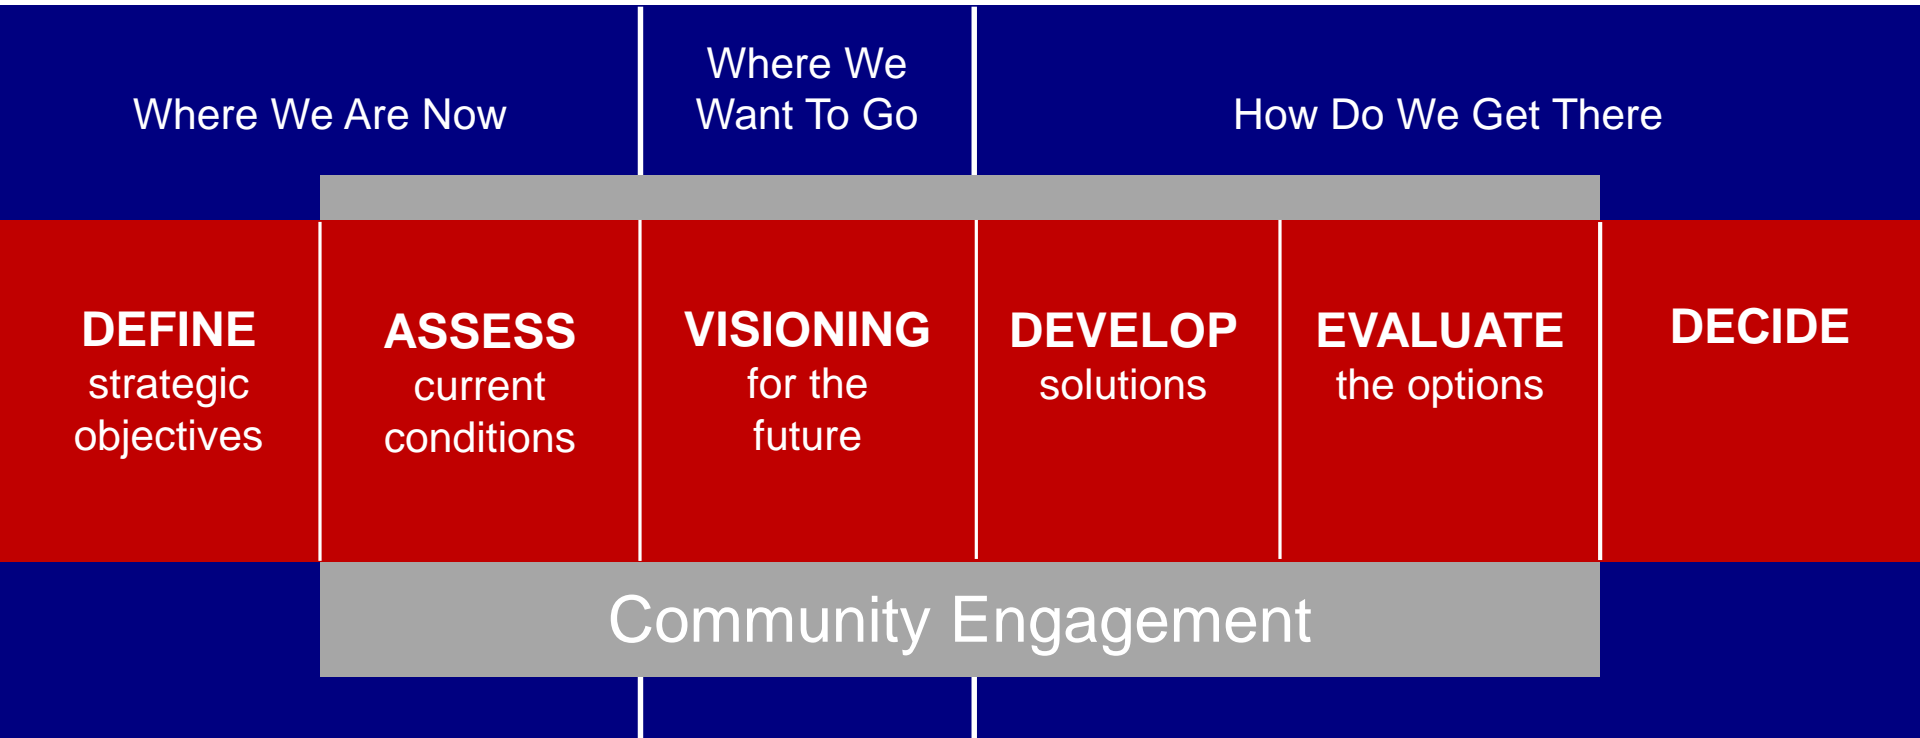 Where We Are Now
Where We
Want To Go
How Do We Get There
DEFINE
strategic
objectives
ASSESS
current
conditions
VISIONING
for the
future
DEVELOP
solutions
EVALUATE
the options
DECIDE
Community Engagement